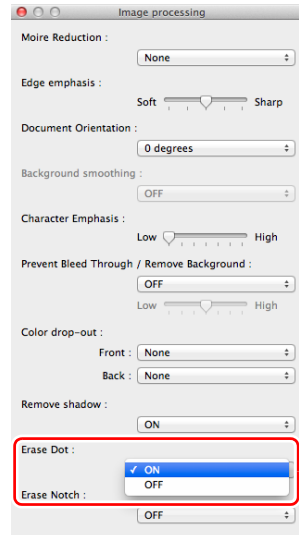 Image processing
Moire Reduction :
None
Edge emphasis :
Soft Sharp
Document Orientation :
0 degrees
Background smoothing :
OFF
Character Emphasis :
Low High
Prevent Bleed Through / Remove Background :
OFF
Low High
Color drop-out :
Front : None
Back : None
Remove shadow :
ON
Erase Dot :
✓ ON
OFF
Erase Notch :
OFF